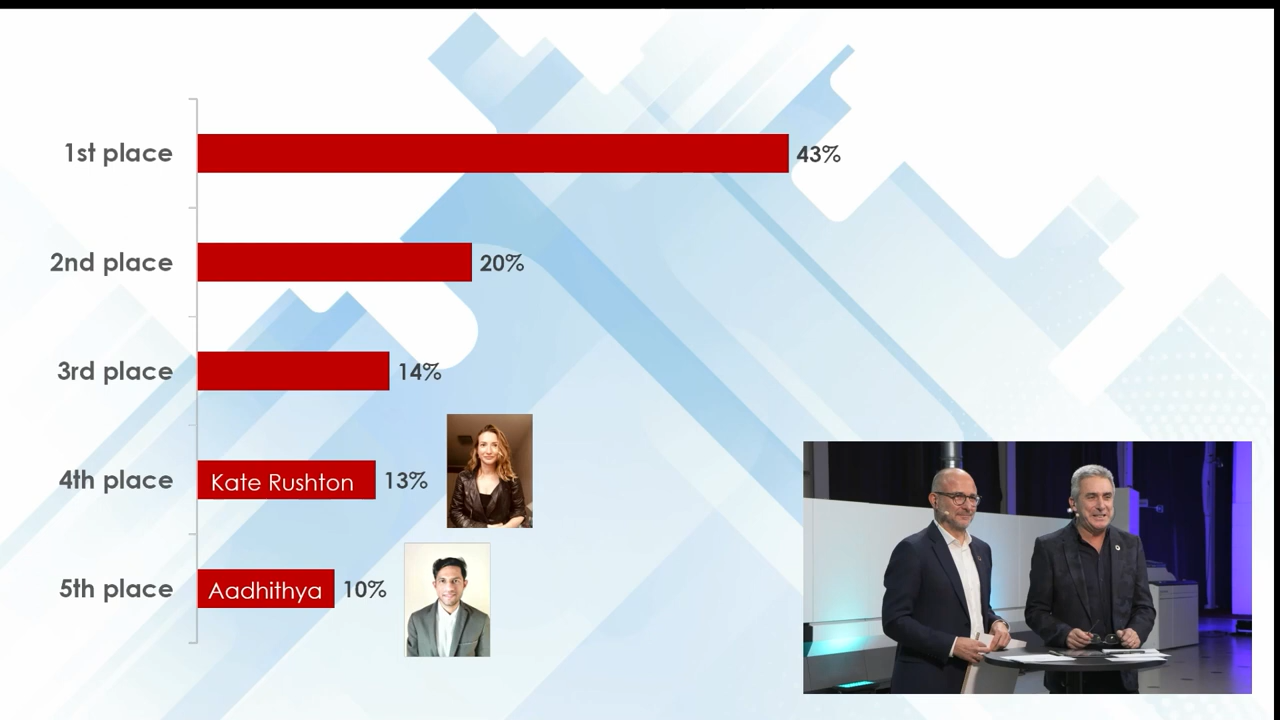 1st place
43%
2nd place
20%
3rd place
14%
4th place
Kate Rushton
13%
5th place
Aadhithya
10%